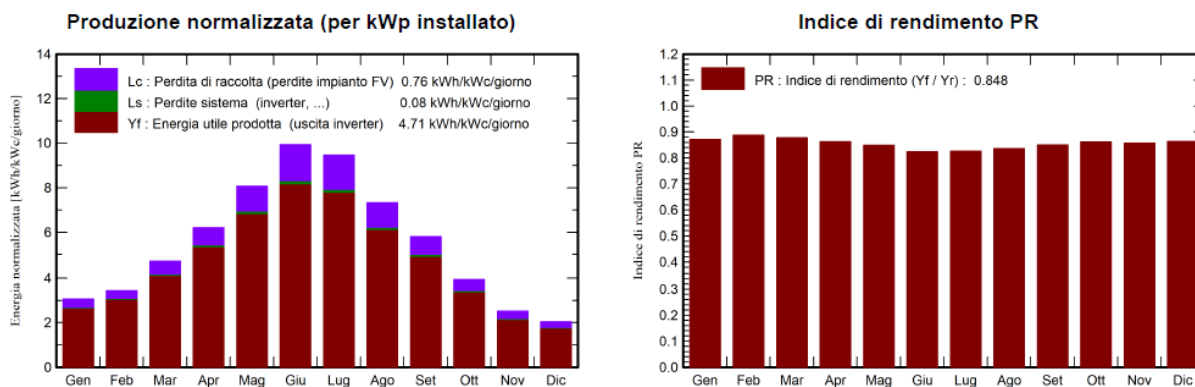 Produzione normalizzata (per kWp installato)
14
12
10
8
6
4
2
0
Energia normalizzata [kWh/kWc/giorno]
Lc : Perdita di raccolta (perdite impianto FV) 0.76 kWh/kWc/giorno
Ls : Perdite sistema (inverter, ...) 0.08 kWh/kWc/giorno
Yf : Energia utile prodotta (uscita inverter) 4.71 kWh/kWc/giorno
Gen Feb Mar Apr Mag Giu Lug Ago Set Ott Nov Dic
Indice di rendimento PR
1.2
1.1
1.0
0.9
0.8
0.7
0.6
0.5
0.4
0.3
0.2
0.1
0.0
Indice di rendimento PR
PR : Indice di rendimento (Yf / Yr) : 0.848
Gen Feb Mar Apr Mag Giu Lug Ago Set Ott Nov Dic